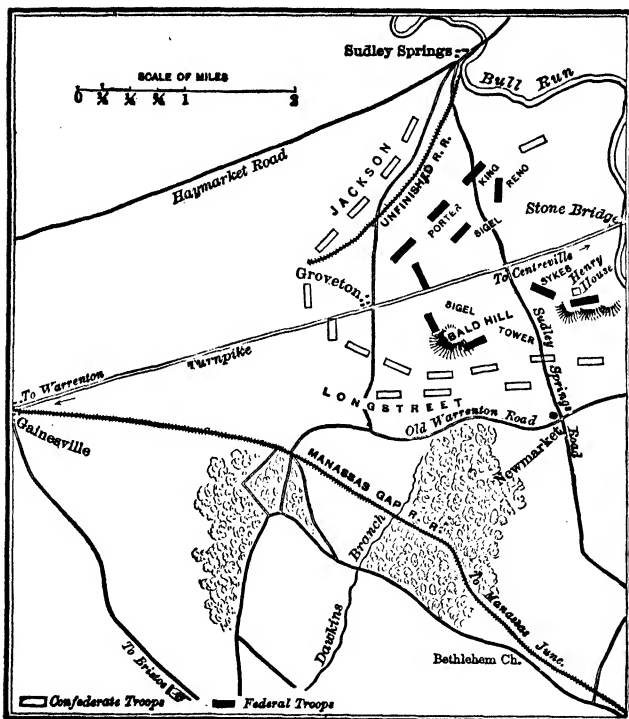 Sudley Springs
Bull Run
SCALE OF MILES
0 ¼ ½ ¾ 1 2
Haymarket Road
JACKSON
UNFINISHED R.R.
KING
RENO
PORTER
SIGEL
Stone Bridge
To Centreville
Groveton
SYKES
Henry House
SIGEL
BALD HILL
TOWER
Sudley Springs Road
Turnpike
To Warrenton
LONGSTREET
Old Warrenton Road
Gainesville
Newmarket
MANASSAS GAP R.R.
Dawkins Branch
To Manassas Junc.
To Bristoe
Bethlehem Ch.
Confederate Troops
Federal Troops